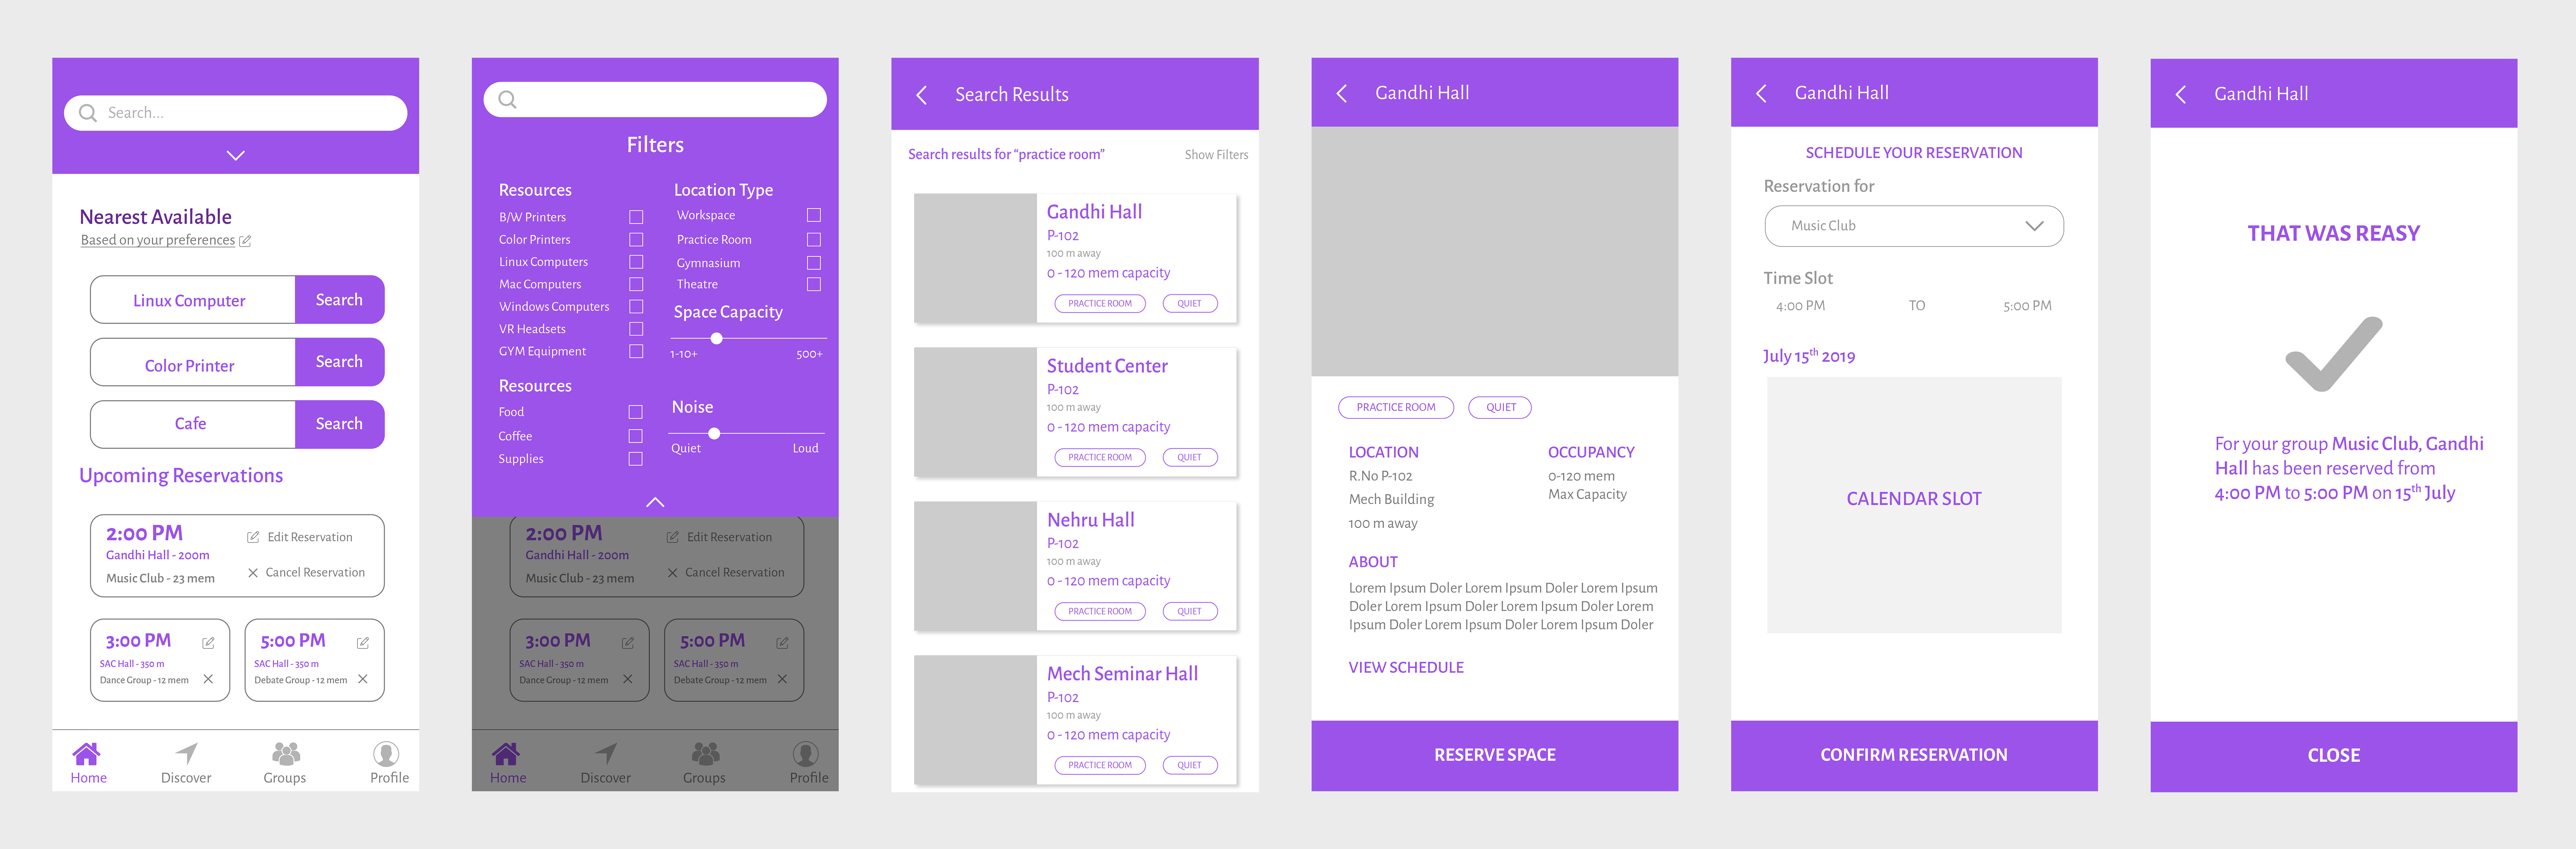 Search...
Nearest Available
Based on your preferences
Linux Computer
Search
Color Printer
Search
Cafe
Search
Upcoming Reservations
2:00 PM
Gandhi Hall - 200m
Music Club - 23 mem
Edit Reservation
Cancel Reservation
3:00 PM
SAC Hall - 350 m
Dance Group - 12 mem
5:00 PM
SAC Hall - 350 m
Debate Group - 12 mem
Home
Discover
Groups
Profile
Filters
Resources
B/W Printers
Color Printers
Linux Computers
Mac Computers
Windows Computers
VR Headsets
GYM Equipment
Resources
Food
Coffee
Supplies
Location Type
Workspace
Practice Room
Gymnasium
Theatre
Space Capacity
1-10+
500+
Noise
Quiet
Loud
2:00 PM
Gandhi Hall - 200m
Music Club - 23 mem
Edit Reservation
Cancel Reservation
3:00 PM
SAC Hall - 350 m
Dance Group - 12 mem
5:00 PM
SAC Hall - 350 m
Debate Group - 12 mem
Home
Discover
Groups
Profile
Search Results
Search results for “practice room”
Show Filters
Gandhi Hall
P-102
100 m away
0 - 120 mem capacity
PRACTICE ROOM
QUIET
Student Center
P-102
100 m away
0 - 120 mem capacity
PRACTICE ROOM
QUIET
Nehru Hall
P-102
100 m away
0 - 120 mem capacity
PRACTICE ROOM
QUIET
Mech Seminar Hall
P-102
100 m away
0 - 120 mem capacity
PRACTICE ROOM
QUIET
Gandhi Hall
PRACTICE ROOM
QUIET
LOCATION
R.No P-102
Mech Building
100 m away
OCCUPANCY
0-120 mem
Max Capacity
ABOUT
Lorem Ipsum Doler Lorem Ipsum Doler Lorem Ipsum
Doler Lorem Ipsum Doler Lorem Ipsum Doler Lorem
Ipsum Doler Lorem Ipsum Doler Lorem Ipsum Doler
VIEW SCHEDULE
RESERVE SPACE
Gandhi Hall
SCHEDULE YOUR RESERVATION
Reservation for
Music Club
Time Slot
4:00 PM
TO
5:00 PM
July 15th 2019
CALENDAR SLOT
CONFIRM RESERVATION
Gandhi Hall
THAT WAS REASY
For your group Music Club, Gandhi
Hall has been reserved from
4:00 PM to 5:00 PM on 15th July
CLOSE